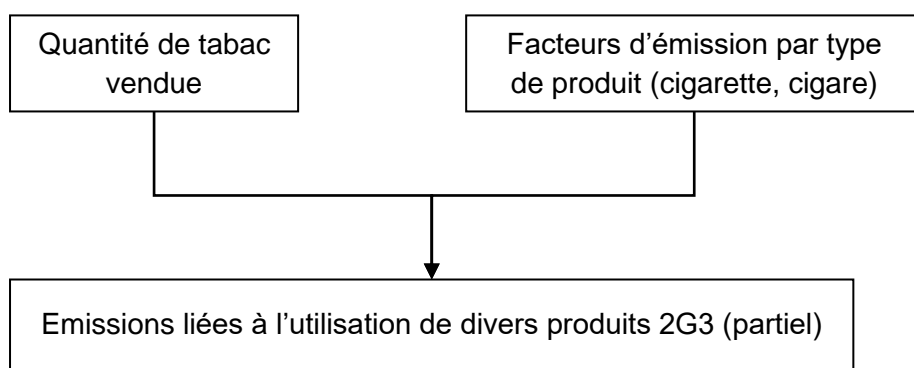 Quantité de tabac
vendue
Facteurs d’émission par type
de produit (cigarette, cigare)
Emissions liées à l’utilisation de divers produits 2G3 (partiel)